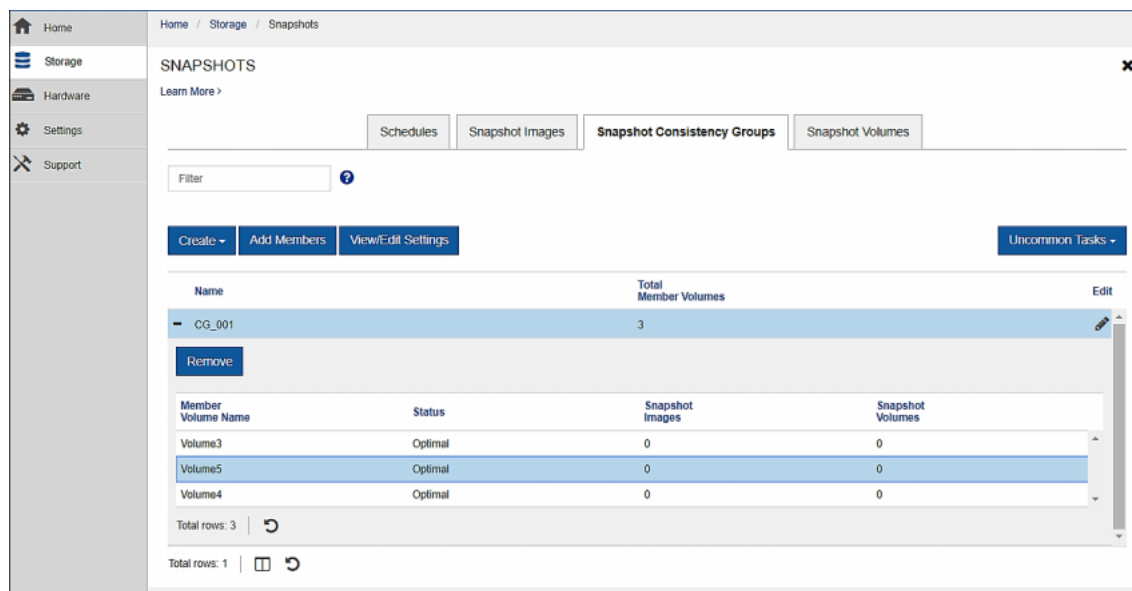 Home
Storage
Hardware
Settings
Support
Home / Storage / Snapshots
SNAPSHOTS
Learn More >
Schedules
Snapshot Images
Snapshot Consistency Groups
Snapshot Volumes
Filter
Create
Add Members
View/Edit Settings
Uncommon Tasks
Name
Total
Member Volumes
Edit
CG_001 3
Remove
Member
Volume Name
Status
Snapshot
Images
Snapshot
Volumes
Volume3 Optimal 0 0
Volume5 Optimal 0 0
Volume4 Optimal 0 0
Total rows: 3
Total rows: 1